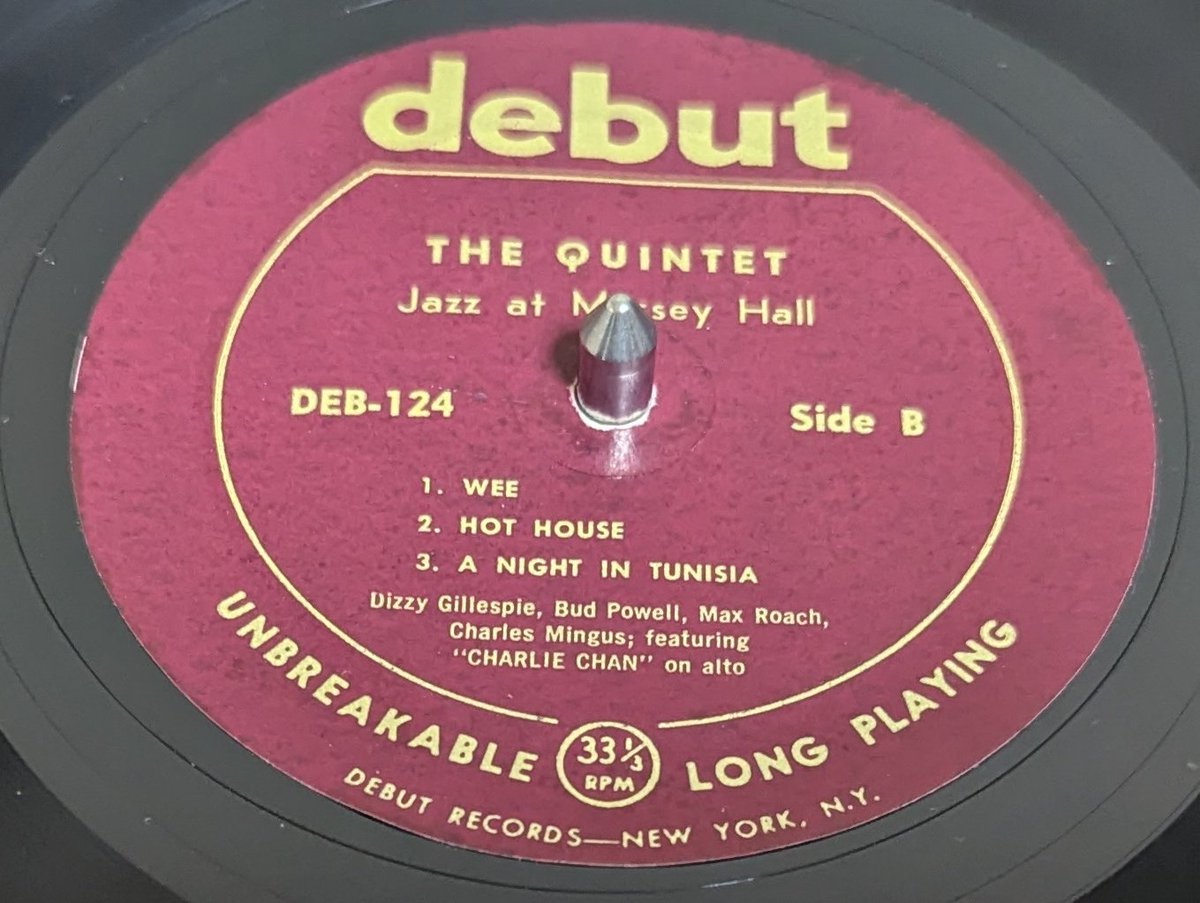 debut
THE QUINTET
Jazz at Hall
DEB-124
Side B
1. WEE
2. HOT HOUSE
3. A NIGHT IN TUNISIA
Dizzy Gillespie, Bud Powell, Max Roach,
Charles Mingus; featuring
"CHARLIE CHAN" on alto
UNBREAKABLE 33 1/3 RPM LONG PLAYING
DEBUT RECORDS—NEW YORK, N.Y.